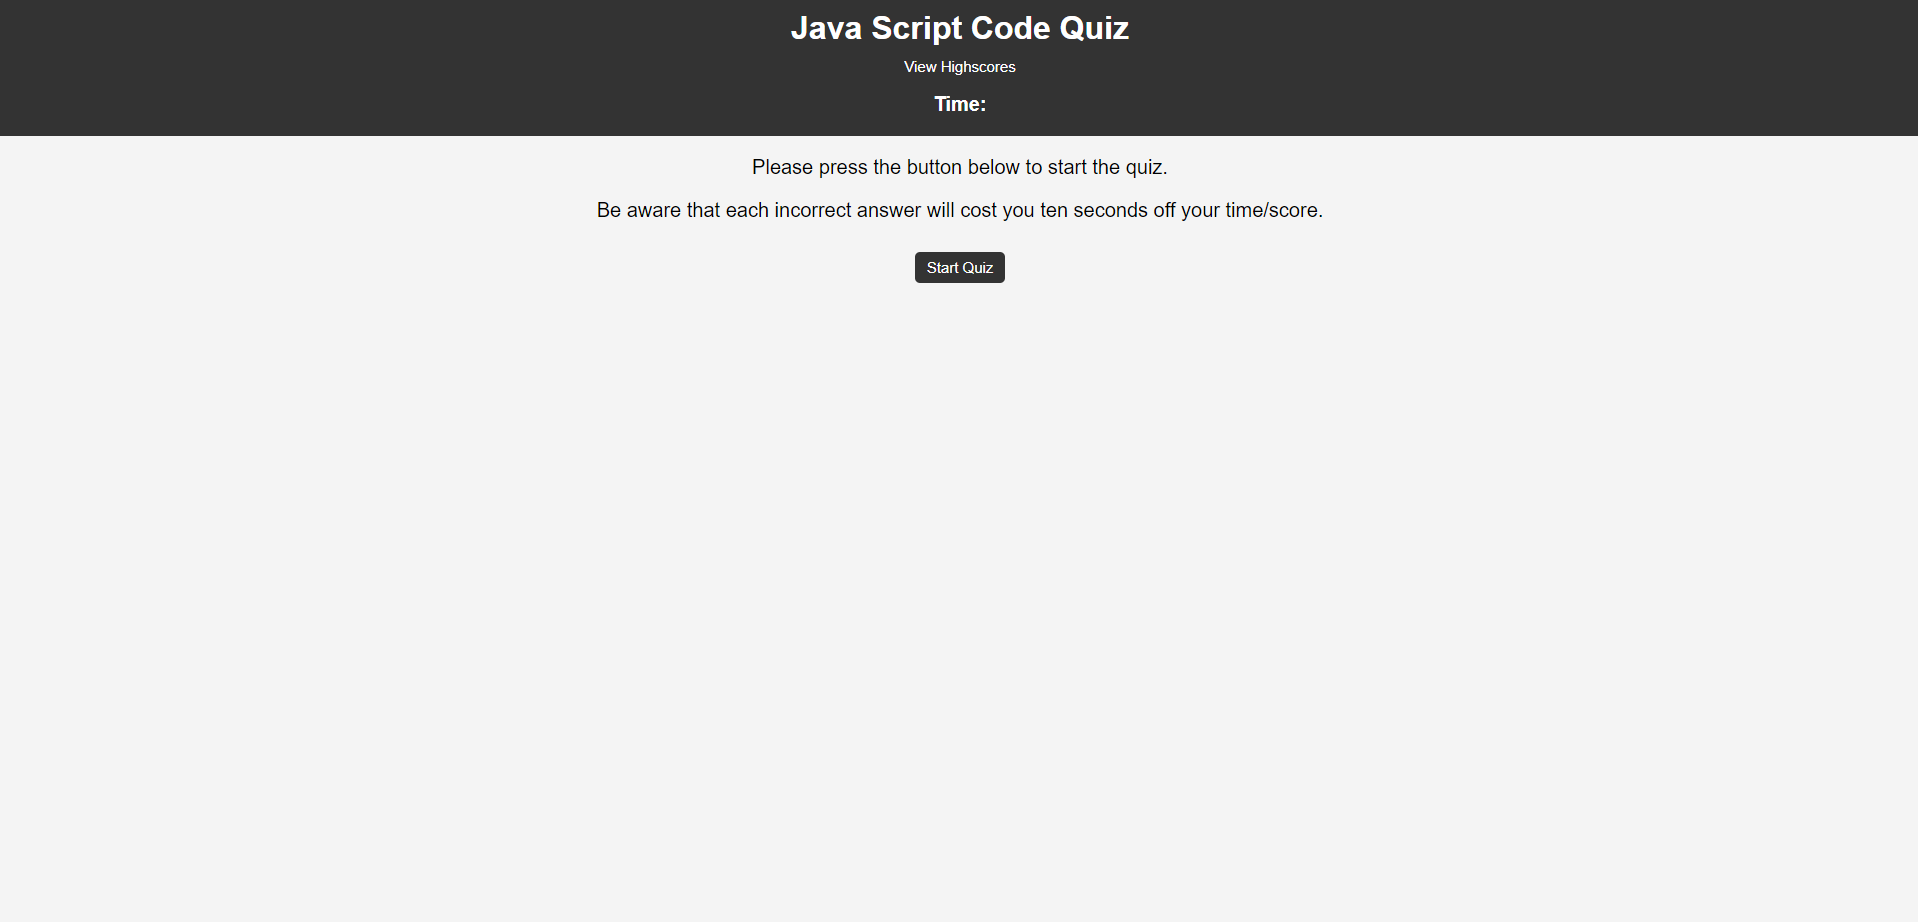 Java Script Code Quiz
View Highscores
Time:
Please press the button below to start the quiz.
Be aware that each incorrect answer will cost you ten seconds off your time/score.
Start Quiz